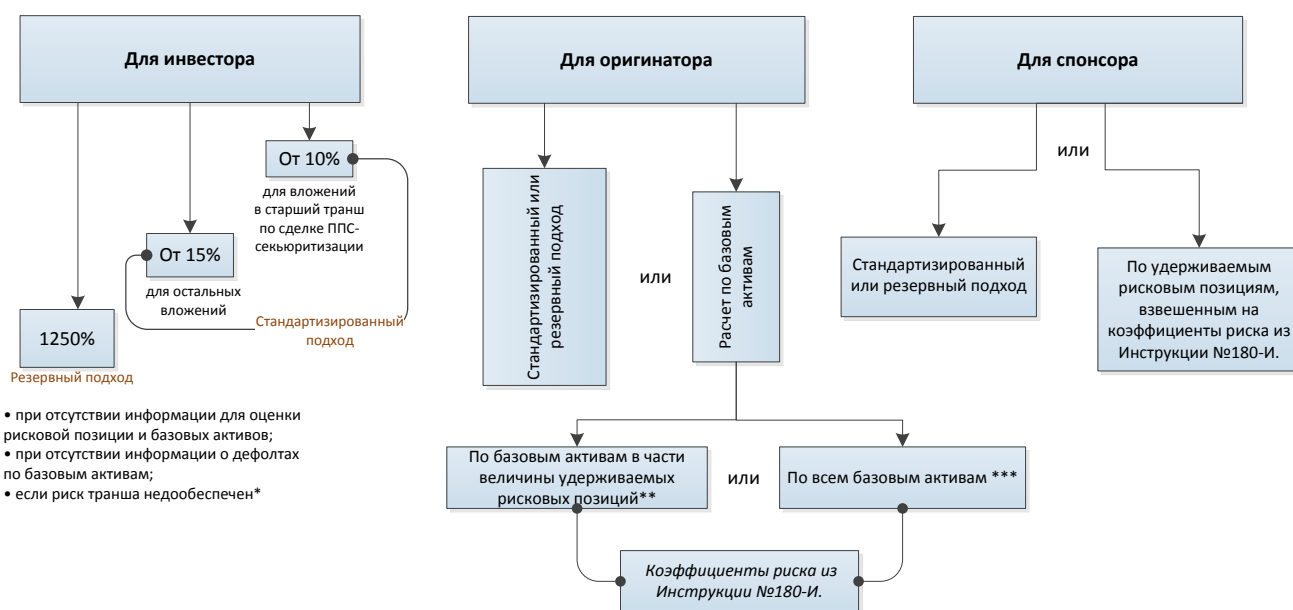 Для инвестора
От 10%
для вложений
в старший транш
по сделке ППС-
секьюритизации
От 15%
для остальных
вложений
Стандартизированный
подход
1250%
Резервный подход
• при отсутствии информации для оценки
рисковой позиции и базовых активов;
• при отсутствии информации о дефолтах
по базовым активам;
• если риск транша недообеспечен*
Для оригинатора
Стандартизированный или
резервный подход
или
Расчет по базовым
активам
По базовым активам в части
величины удерживаемых
рисковых позиций**
или
По всем базовым активам ***
Коэффициенты риска из
Инструкции №180-И.
Для спонсора
или
Стандартизированный
или резервный подход
По удерживаемым
рисковым позициям,
взвешенным на
коэффициенты риска из
Инструкции №180-И.